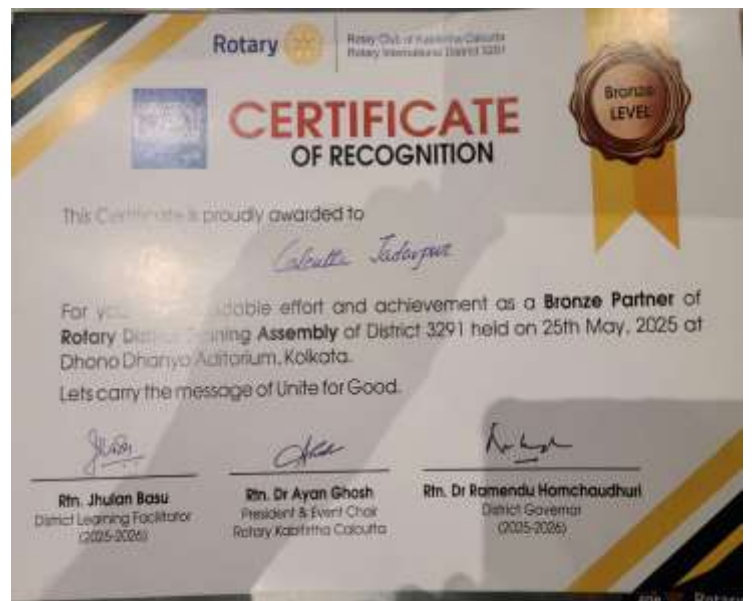 Rotary
Rotary Club of Kabitirtha Calcutta
Rotary International District 3291
Bronze
LEVEL
CERTIFICATE
OF RECOGNITION
This Certificate is proudly awarded to
Calcutta Jadavpur
For effort and achievement as a Bronze Partner of
Rotary District Training Assembly of District 3291 held on 25th May, 2025 at
Dhono Dhanyo Aditorium, Kolkata.
Lets carry the message of Unite for Good.
Rtn. Jhulan Basu
District Learning Facilitator
(2025-2026)
Rtn. Dr Ayan Ghosh
President & Event Chair
Rotary Kabitirtha Calcutta
Rtn. Dr Ramendu Homchaudhuri
District Governor
(2025-2026)
Rotary